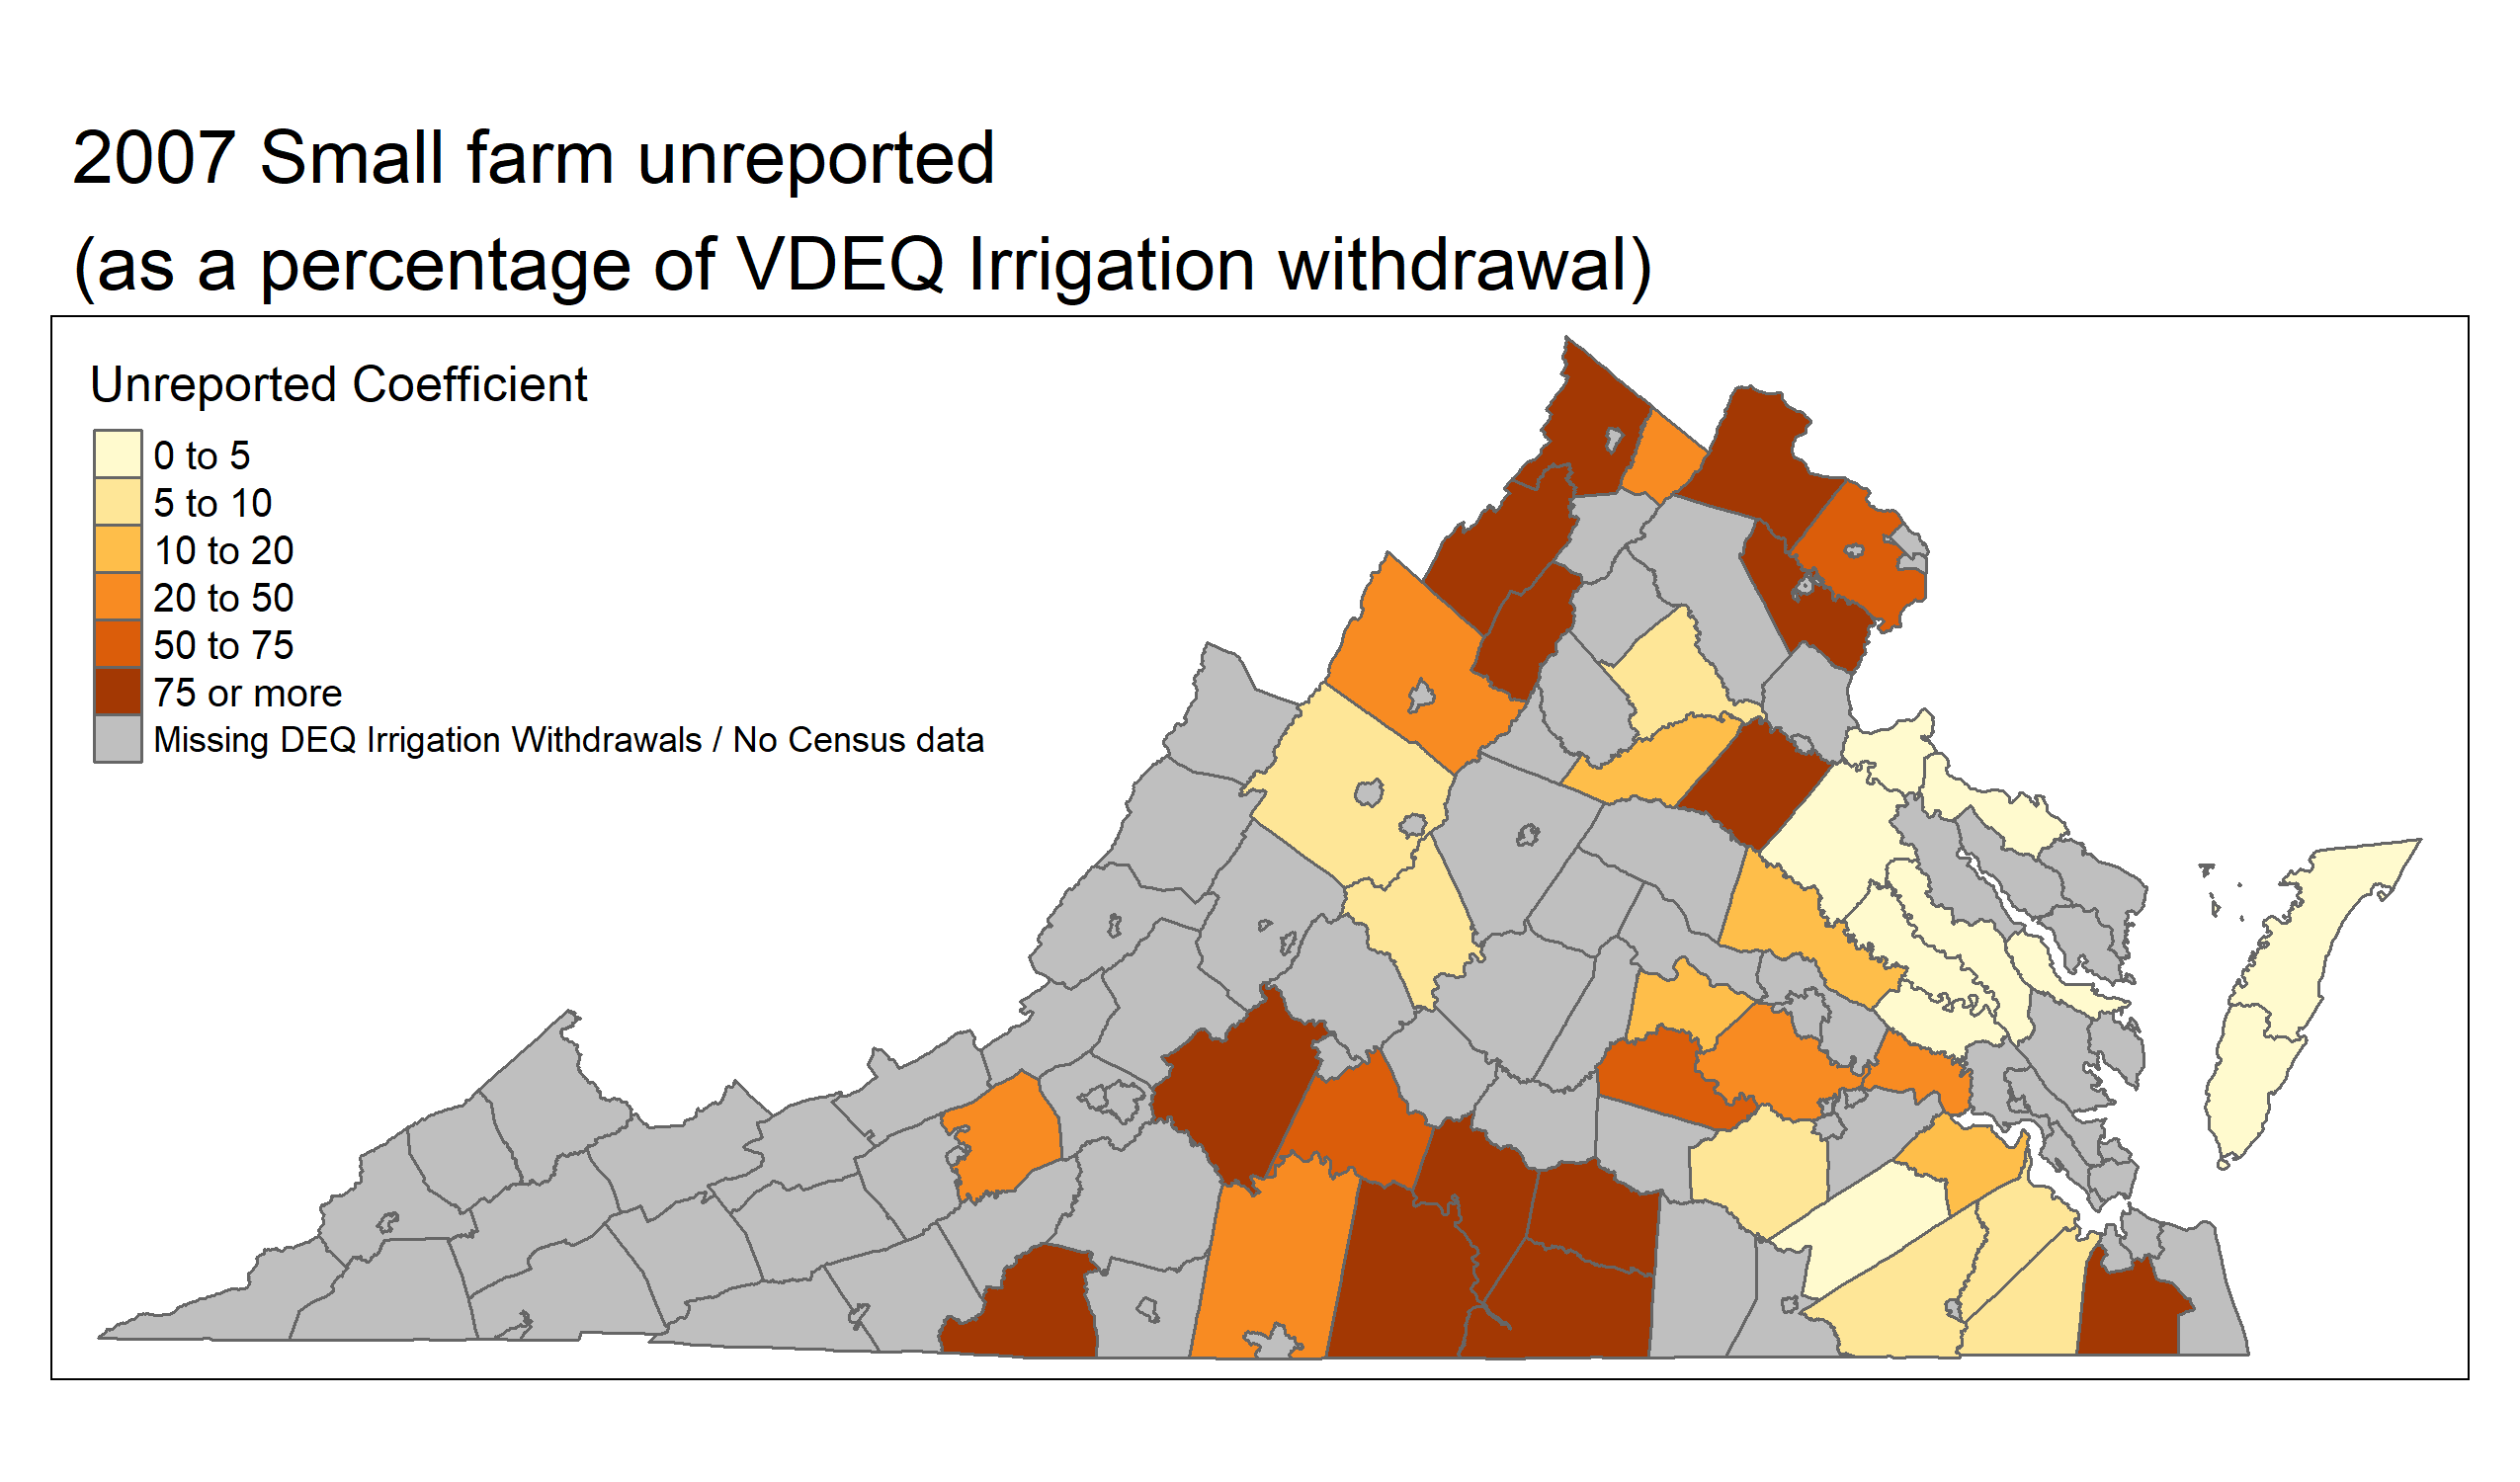 2007 Small farm unreported
(as a percentage of VDEQ Irrigation withdrawal)
Unreported Coefficient
0 to 5
5 to 10
10 to 20
20 to 50
50 to 75
75 or more
Missing DEQ Irrigation Withdrawals / No Census data